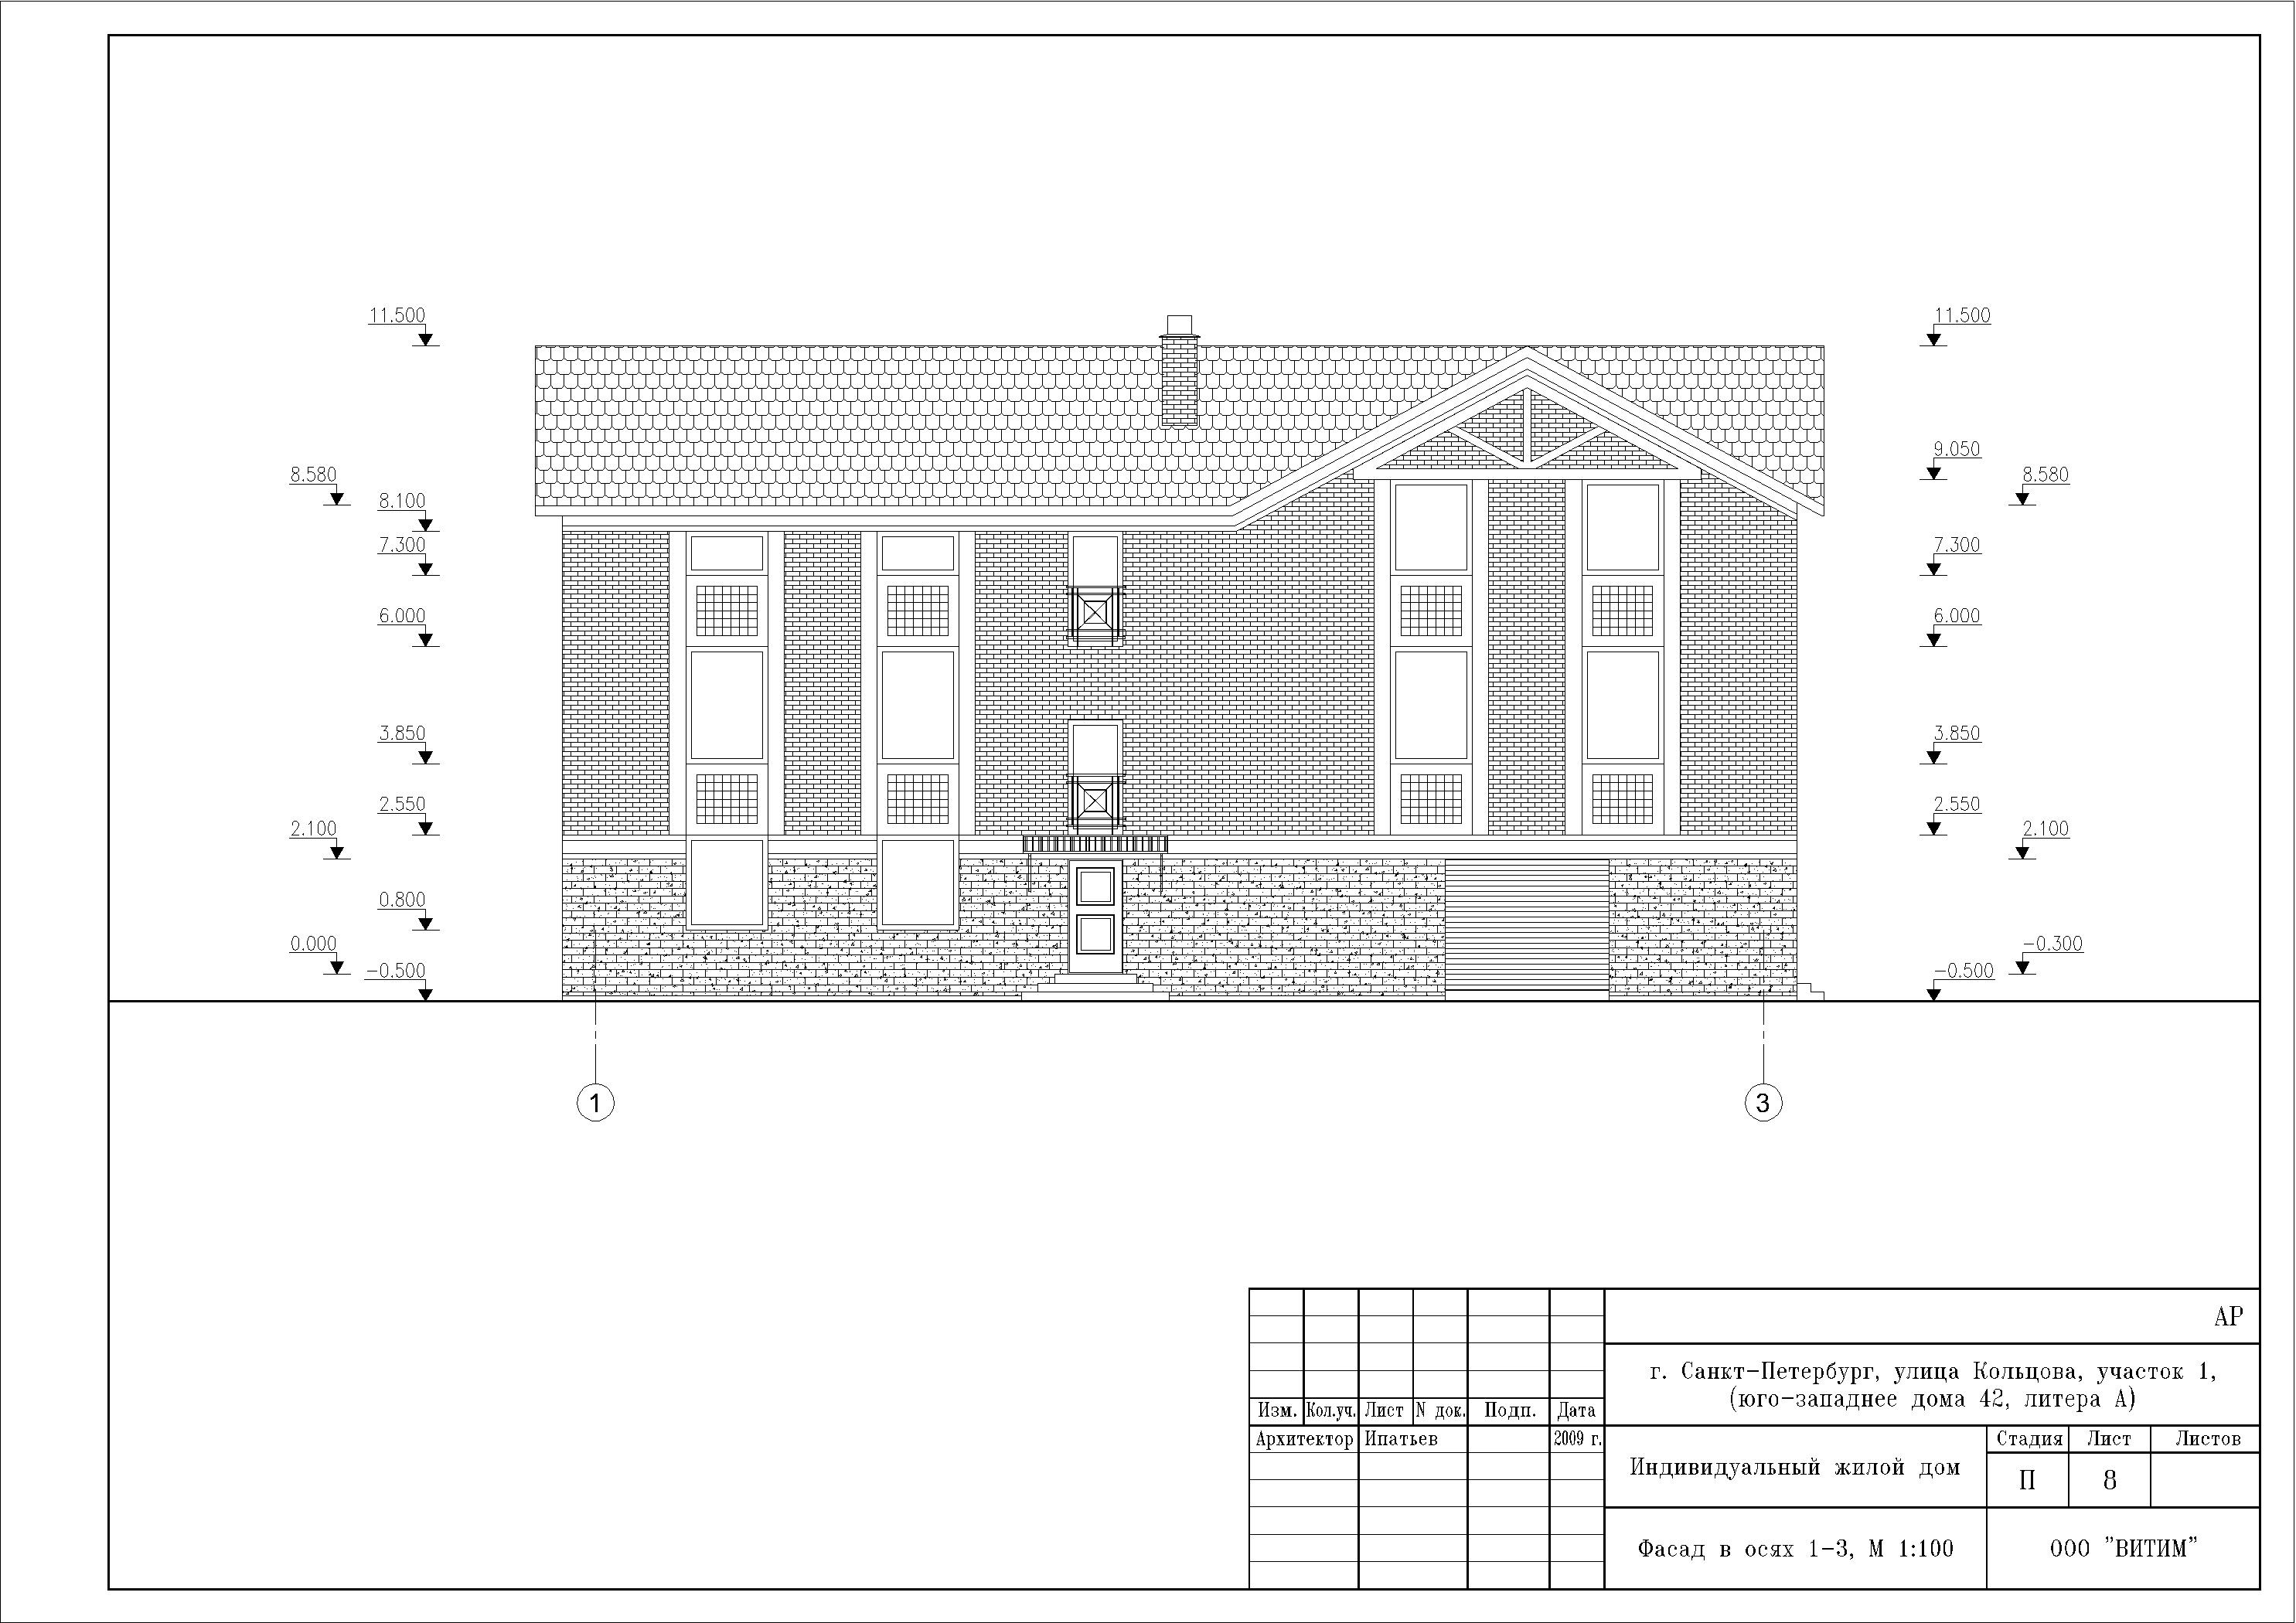 11.500
11.500
9.050
8.580
8.580
8.100
7.300
7.300
6.000
6.000
3.850
3.850
2.550
2.550
2.100
2.100
0.800
0.000
-0.300
-0.500
-0.500
1
3
АР
г. Санкт-Петербург, улица Кольцова, участок 1,
(юго-западнее дома 42, литера А)
Изм. Кол.уч. Лист N док. Подп. Дата
Архитектор Ипатьев 2009 г.
Индивидуальный жилой дом
Стадия Лист Листов
П 8
Фасад в осях 1-3, М 1:100
ООО "ВИТИМ"